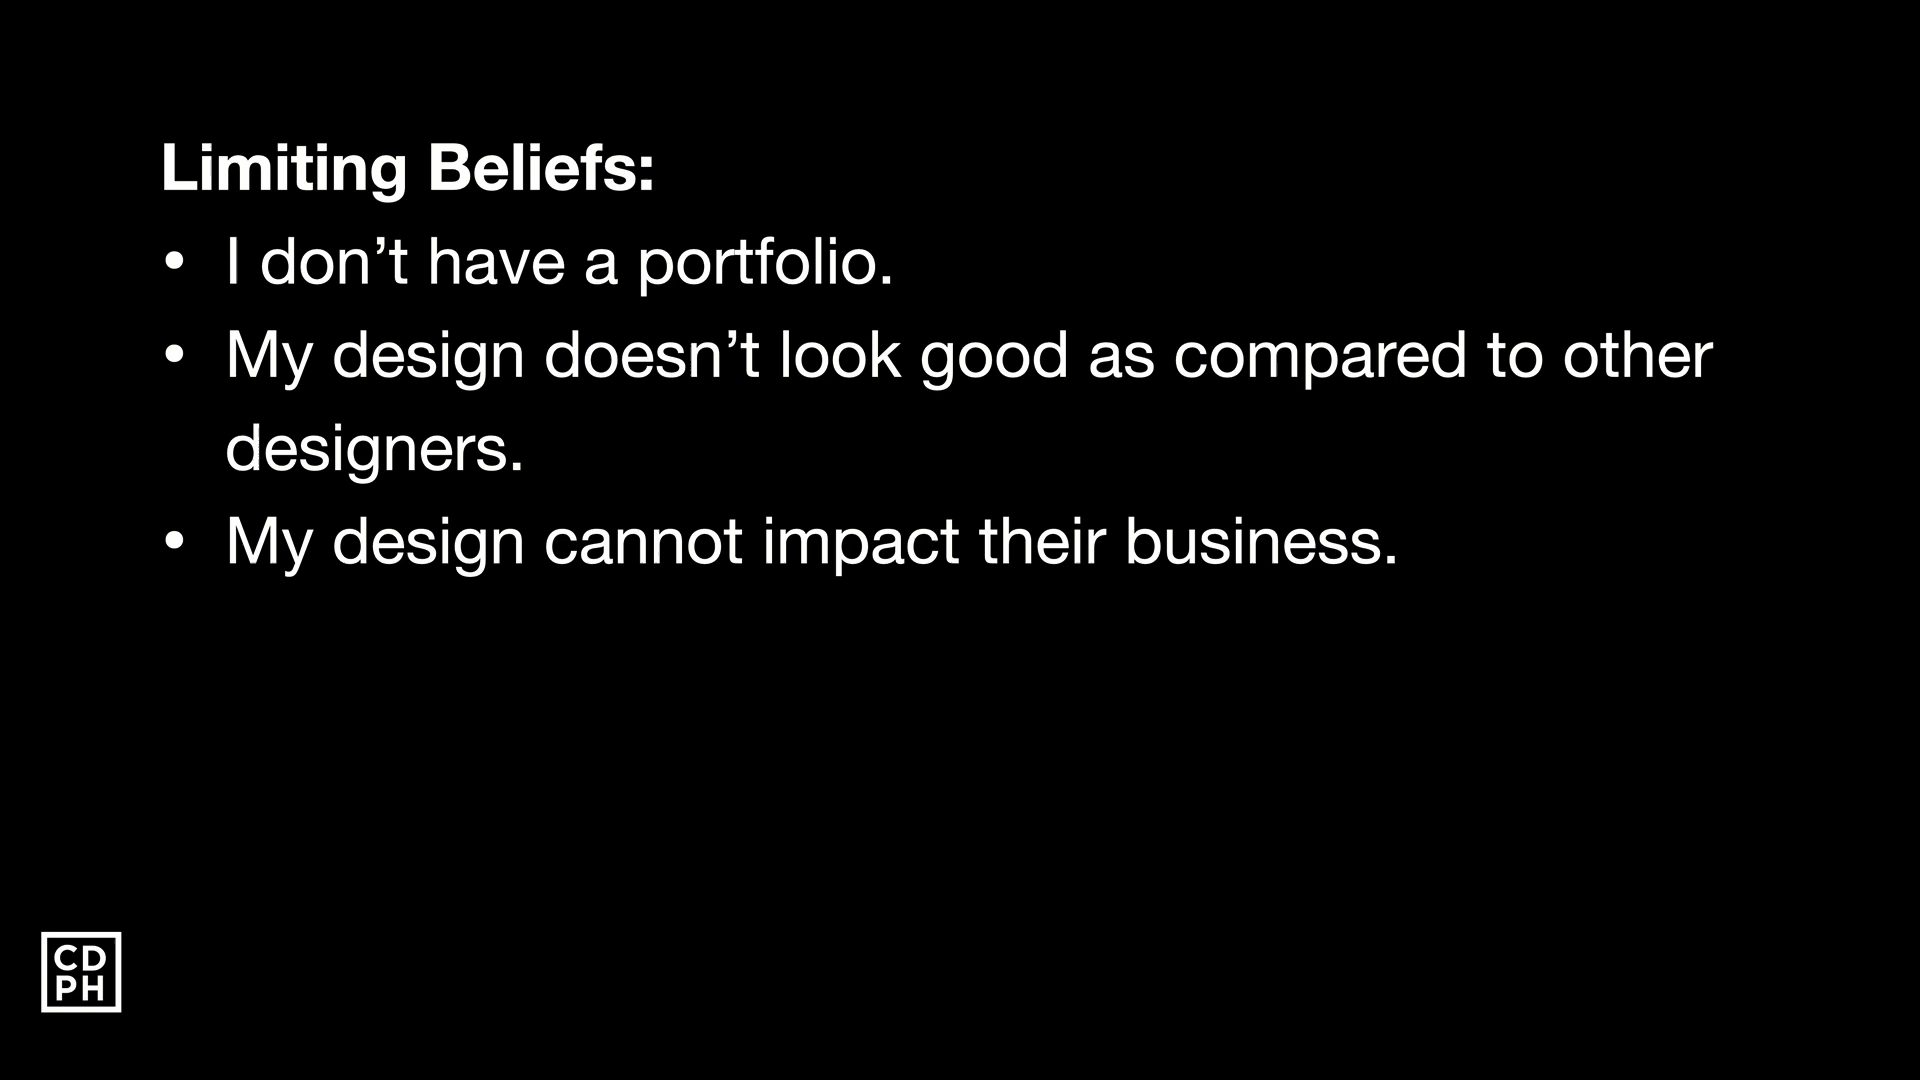 Limiting Beliefs:
• I don’t have a portfolio.
• My design doesn’t look good as compared to other
designers.
• My design cannot impact their business.
CD
PH